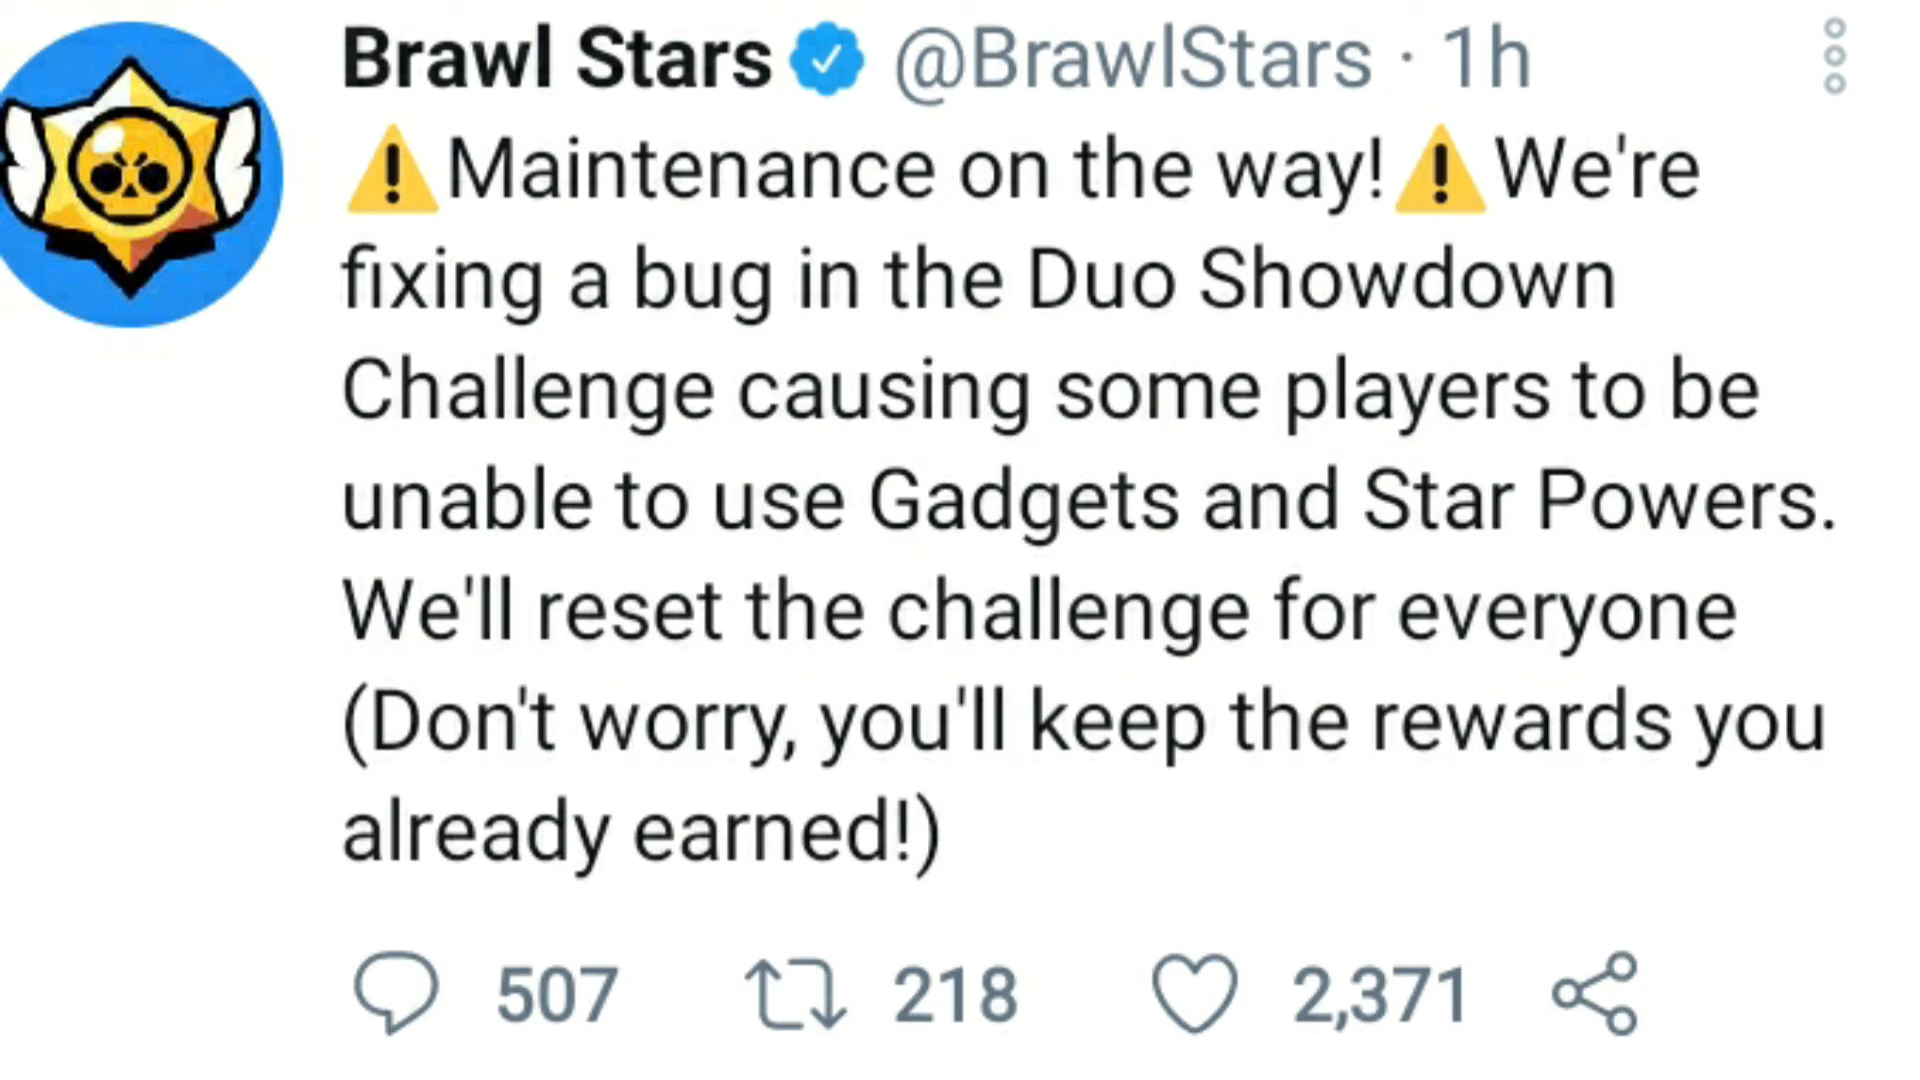 Brawl Stars @BrawlStars · 1h
⚠️Maintenance on the way!⚠️We're
fixing a bug in the Duo Showdown
Challenge causing some players to be
unable to use Gadgets and Star Powers.
We'll reset the challenge for everyone
(Don't worry, you'll keep the rewards you
already earned!)
507 218 2,371